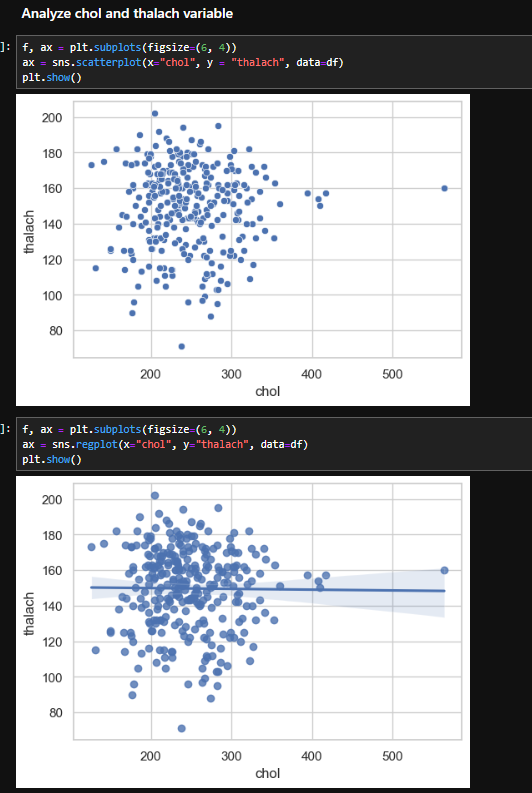 Analyze chol and thalach variable
]: f, ax = plt.subplots(figsize=(6, 4))
ax = sns.scatterplot(x="chol", y = "thalach", data=df)
plt.show()
200
180
160
140
120
100
80
thalach
200 300 400 500
chol
]: f, ax = plt.subplots(figsize=(6, 4))
ax = sns.regplot(x="chol", y="thalach", data=df)
plt.show()
200
180
160
140
120
100
80
thalach
200 300 400 500
chol